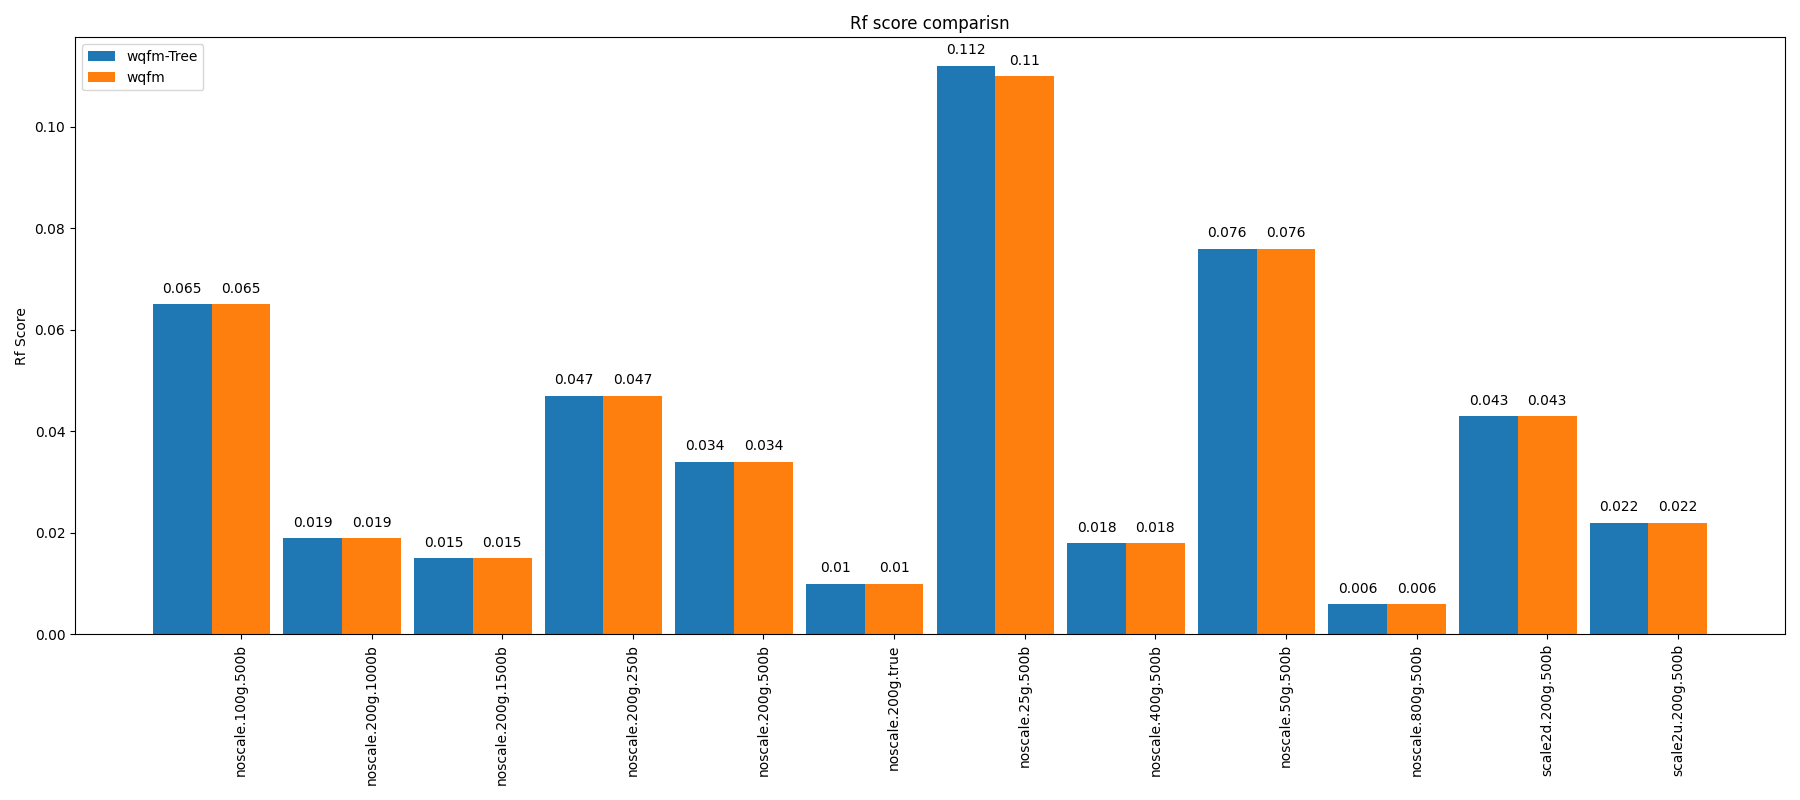 Rf score comparisn
wqfm-Tree
wqfm
Rf Score
0.10
0.08
0.06
0.04
0.02
0.00
0.065 0.065
0.019 0.019
0.015 0.015
0.047 0.047
0.034 0.034
0.01 0.01
0.112 0.11
0.018 0.018
0.076 0.076
0.006 0.006
0.043 0.043
0.022 0.022
noscale.100g.500b
noscale.200g.1000b
noscale.200g.1500b
noscale.200g.250b
noscale.200g.500b
noscale.200g.true
noscale.25g.500b
noscale.400g.500b
noscale.50g.500b
noscale.800g.500b
scale2d.200g.500b
scale2u.200g.500b